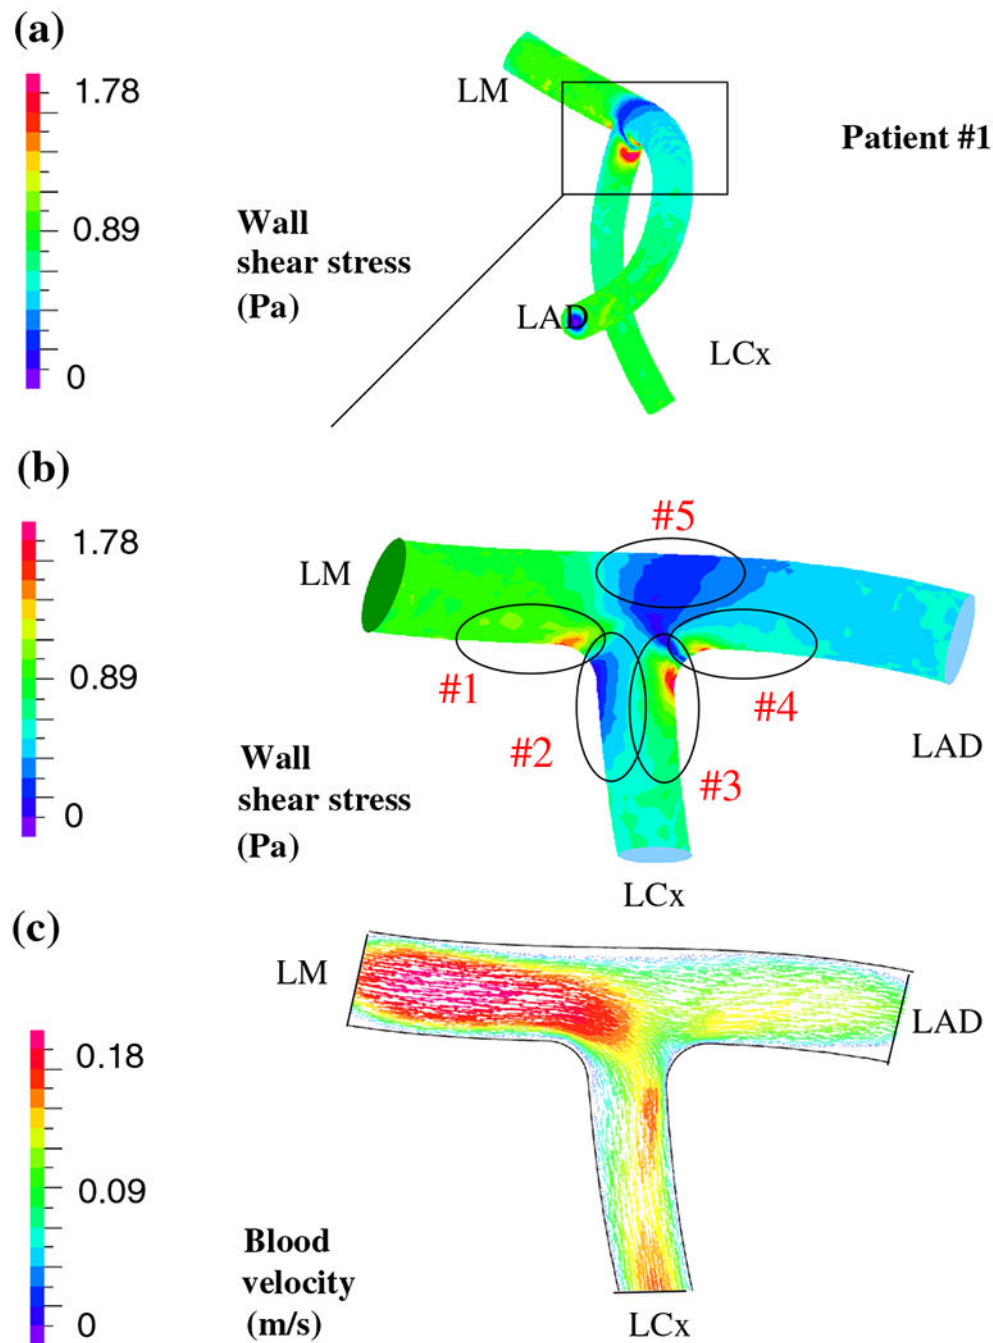 (a)
1.78
LM
Patient #1
0.89
Wall
shear stress
(Pa)
LAD
LCx
0
(b)
#5
1.78
LM
0.89
#1
#4
#2
LAD
Wall
shear stress
(Pa)
#3
0
LCx
(c)
LM
LAD
0.18
0.09
Blood
velocity
(m/s)
0
LCx